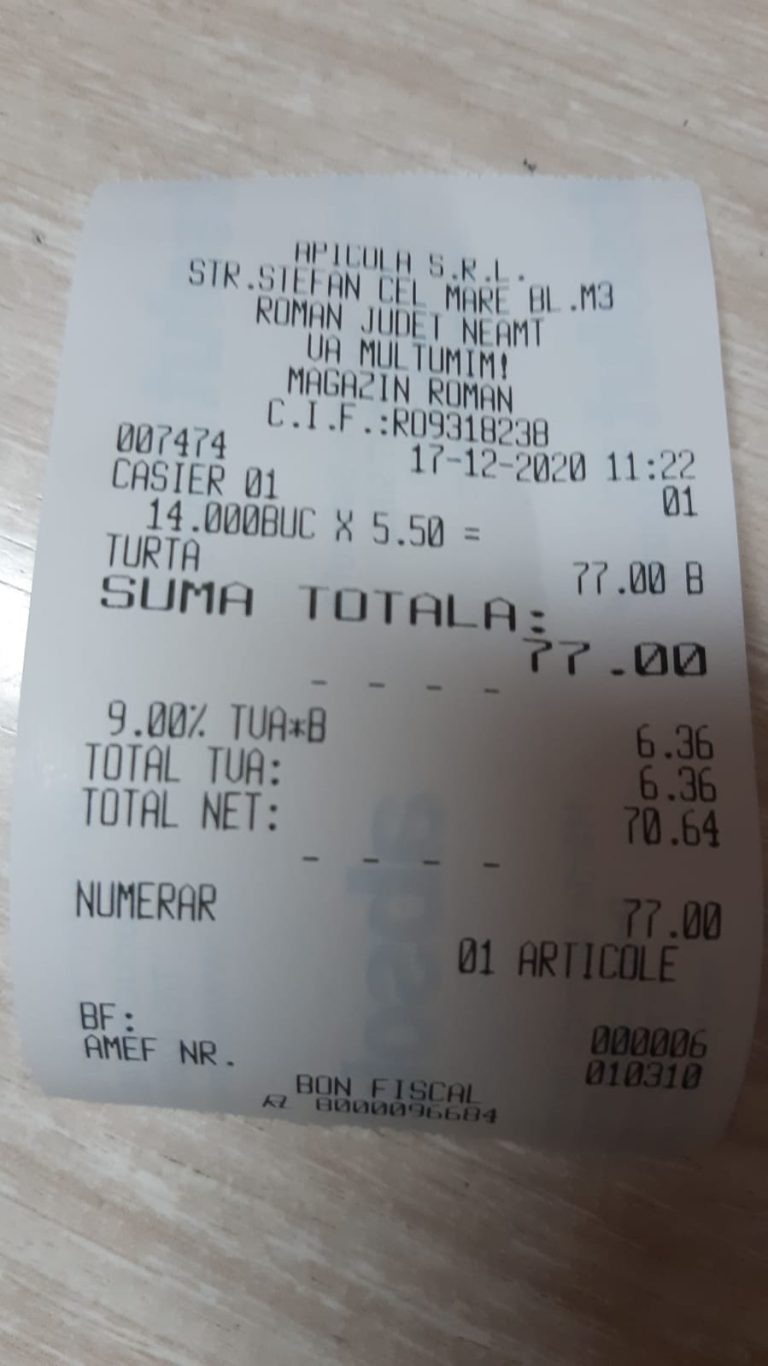 APICULA S.R.L.
STR.STEFAN CEL MARE BL.M3
ROMAN JUDET NEAMT
VA MULTUMIM!
MAGAZIN ROMAN
C.I.F.:RO9318238
007474 17-12-2020 11:22
CASIER 01 01
14.000BUC X 5.50 =
TURTA 77.00 B
SUMA TOTALA:
77.00
- - - -
9.00% TVA*B 6.36
TOTAL TVA: 6.36
TOTAL NET: 70.64
- - - -
NUMERAR 77.00
01 ARTICOLE
BF: 000006
AMEF NR. 010310
BON FISCAL
8000096684